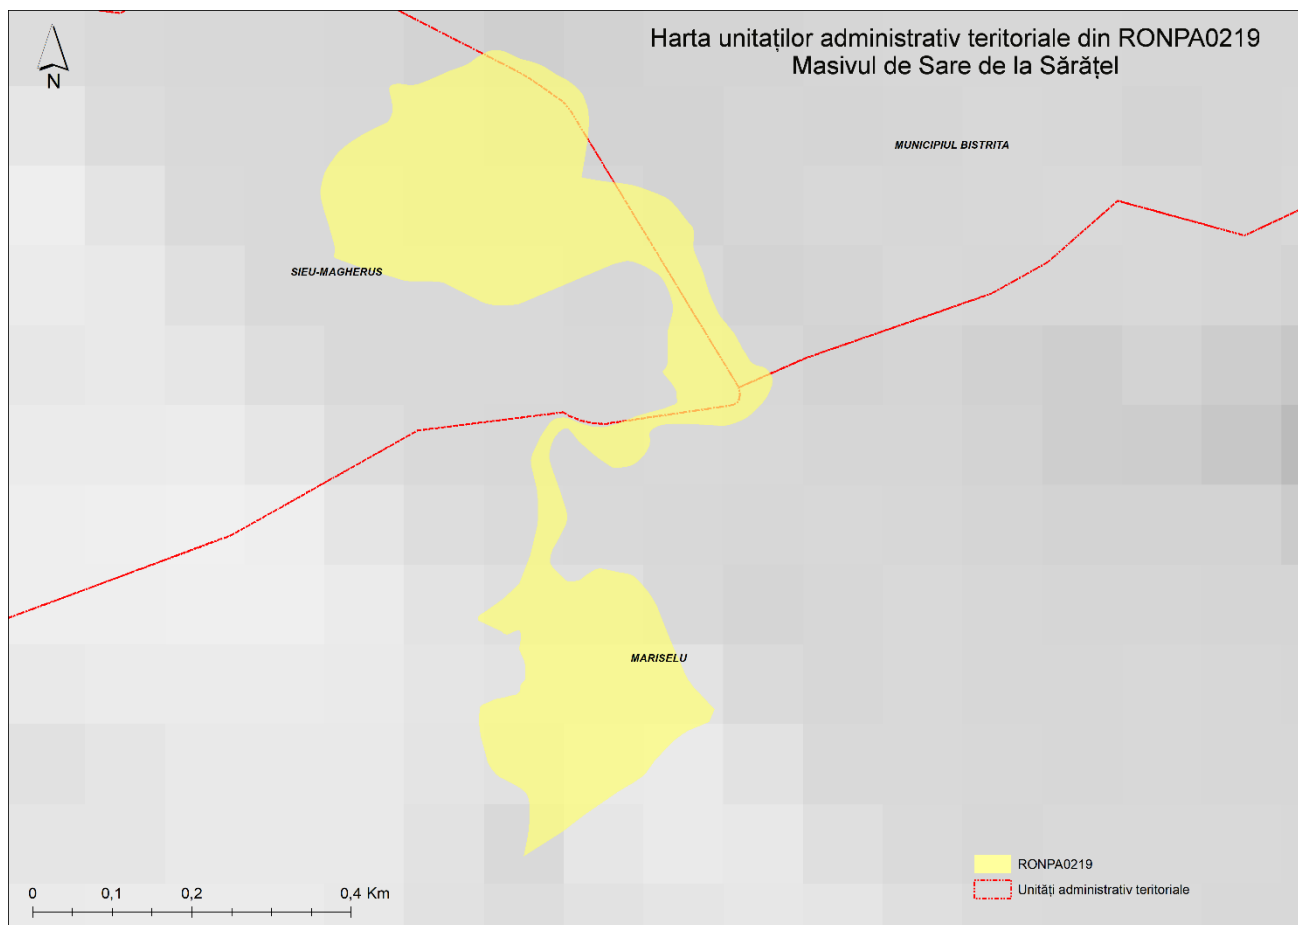 Harta unitaților administrativ teritoriale din RONPA0219
Masivul de Sare de la Sărățel
N
MUNICIPIUL BISTRITA
SIEU-MAGHERUS
MARISELU
RONPA0219
Unități administrativ teritoriale
0 0,1 0,2 0,4 Km